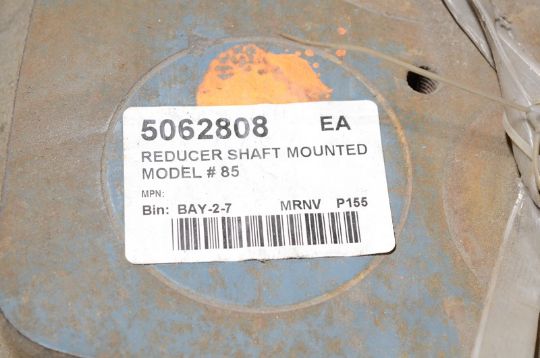 5062808 EA
REDUCER SHAFT MOUNTED
MODEL # 85
MPN:
Bin: BAY-2-7 MRNV P155